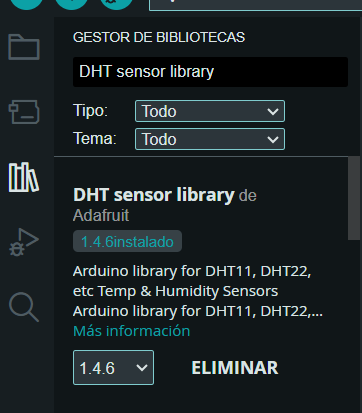 GESTOR DE BIBLIOTECAS
DHT sensor library
Tipo: Todo
Tema: Todo
DHT sensor library de
Adafruit
1.4.6instalado
Arduino library for DHT11, DHT22,
etc Temp & Humidity Sensors
Arduino library for DHT11, DHT22,...
Más información
1.4.6 ELIMINAR